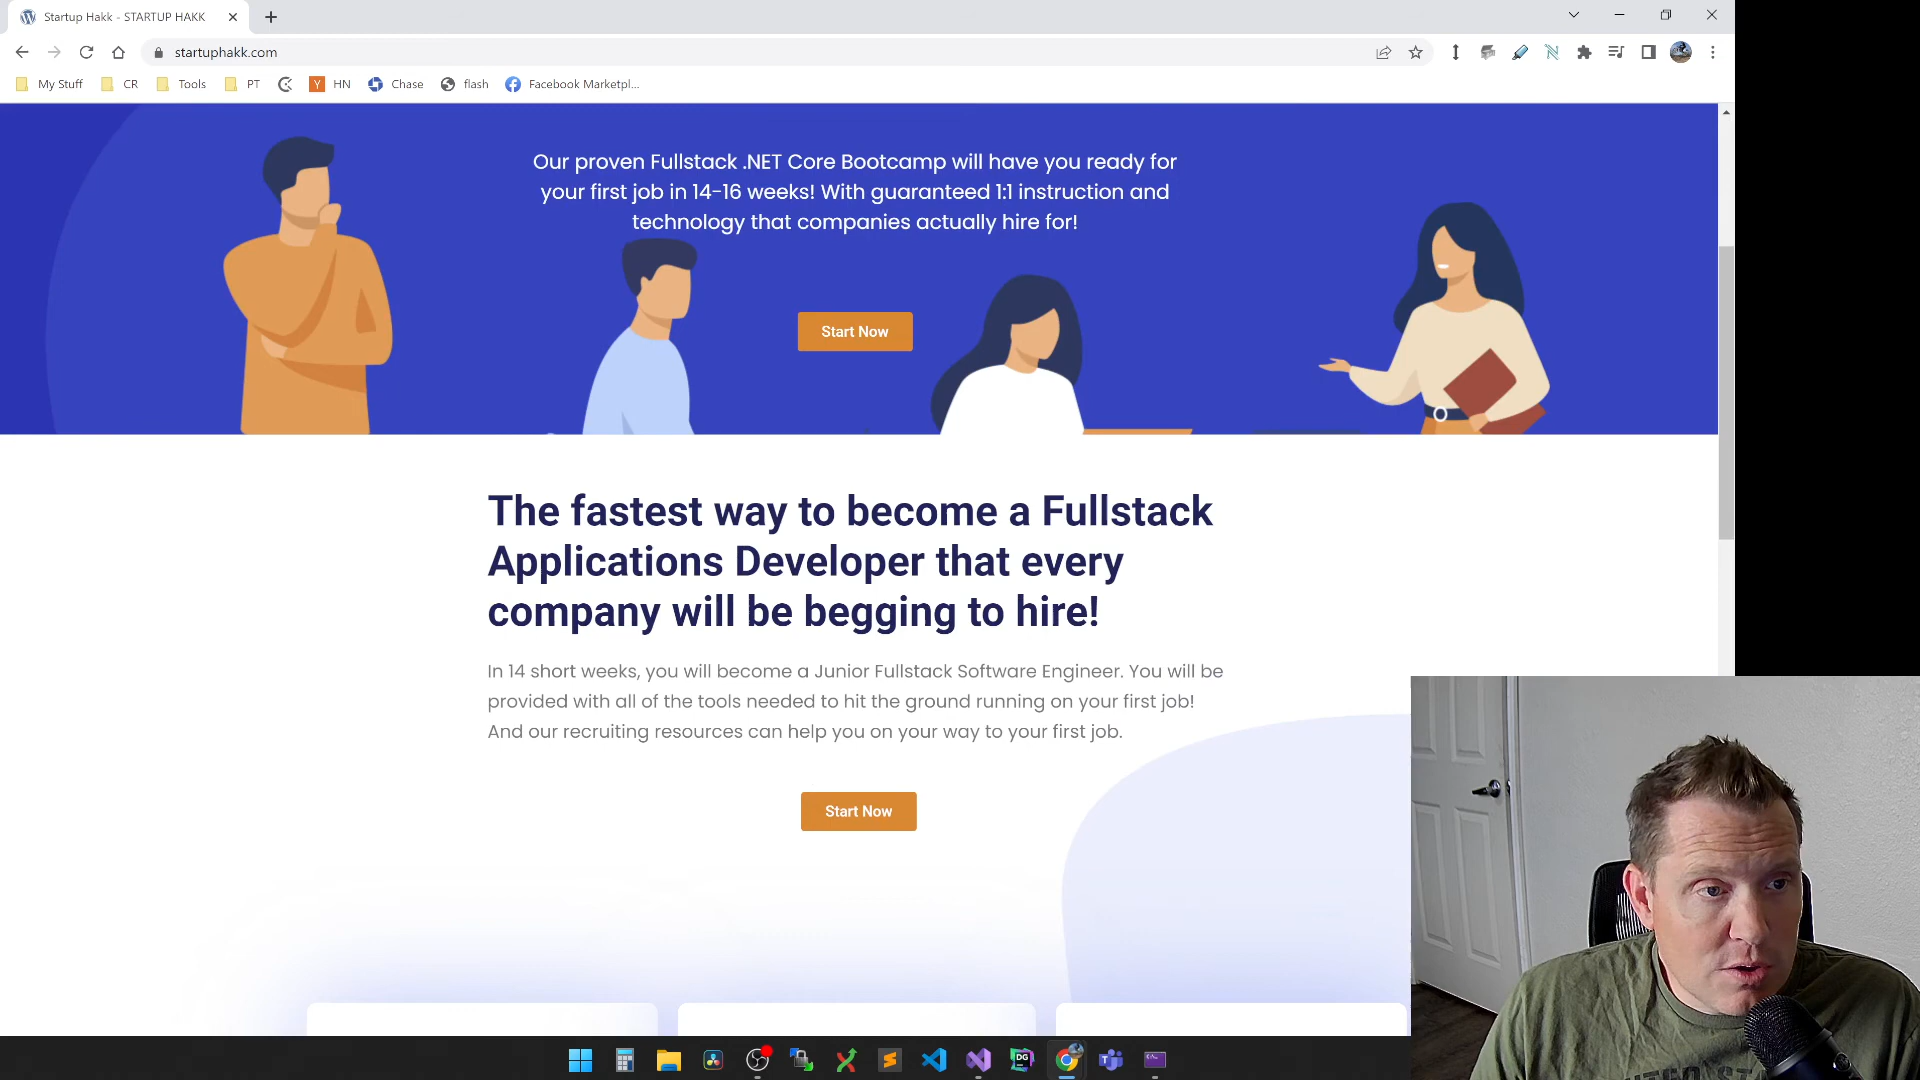 Startup Hakk - STARTUP HAKK
startuphakk.com
My Stuff
CR
Tools
PT
Y
HN
Chase
flash
Facebook Marketpl...
Our proven Fullstack .NET Core Bootcamp will have you ready for
your first job in 14-16 weeks! With guaranteed 1:1 instruction and
technology that companies actually hire for!
Start Now
The fastest way to become a Fullstack
Applications Developer that every
company will be begging to hire!
In 14 short weeks, you will become a Junior Fullstack Software Engineer. You will be
provided with all of the tools needed to hit the ground running on your first job!
And our recruiting resources can help you on your way to your first job.
Start Now
DG